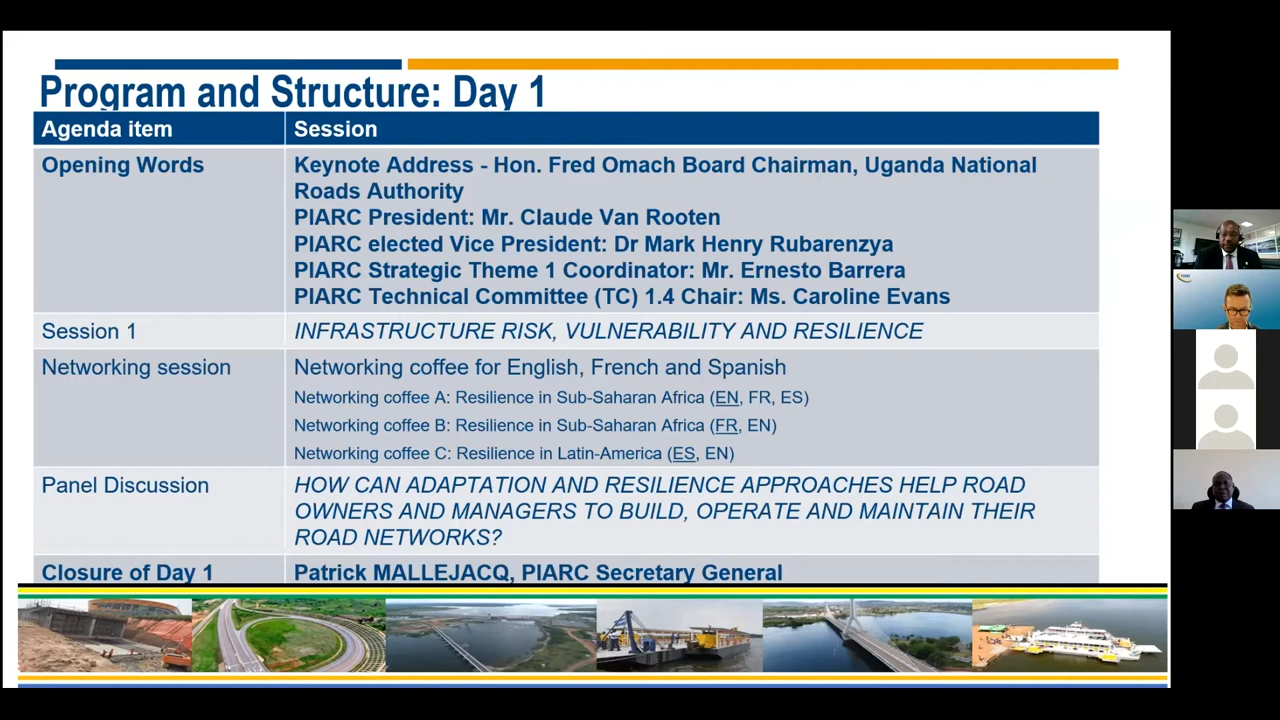 Program and Structure: Day 1
Agenda item
Session
Opening Words
Keynote Address - Hon. Fred Omach Board Chairman, Uganda National
Roads Authority
PIARC President: Mr. Claude Van Rooten
PIARC elected Vice President: Dr Mark Henry Rubarenzya
PIARC Strategic Theme 1 Coordinator: Mr. Ernesto Barrera
PIARC Technical Committee (TC) 1.4 Chair: Ms. Caroline Evans
Session 1
INFRASTRUCTURE RISK, VULNERABILITY AND RESILIENCE
Networking session
Networking coffee for English, French and Spanish
Networking coffee A: Resilience in Sub-Saharan Africa (EN, FR, ES)
Networking coffee B: Resilience in Sub-Saharan Africa (FR, EN)
Networking coffee C: Resilience in Latin-America (ES, EN)
Panel Discussion
HOW CAN ADAPTATION AND RESILIENCE APPROACHES HELP ROAD
OWNERS AND MANAGERS TO BUILD, OPERATE AND MAINTAIN THEIR
ROAD NETWORKS?
Closure of Day 1
Patrick MALLEJACQ, PIARC Secretary General